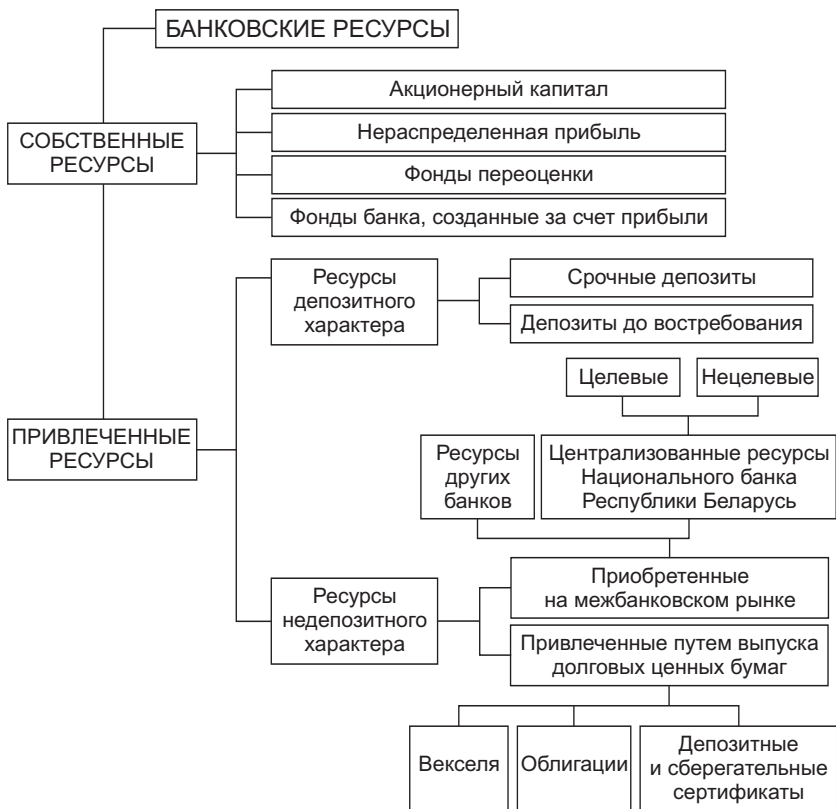 БАНКОВСКИЕ РЕСУРСЫ
СОБСТВЕННЫЕ
РЕСУРСЫ
Акционерный капитал
Нераспределенная прибыль
Фонды переоценки
Фонды банка, созданные за счет прибыли
ПРИВЛЕЧЕННЫЕ
РЕСУРСЫ
Ресурсы
депозитного
характера
Срочные депозиты
Депозиты до востребования
Целевые
Нецелевые
Ресурсы
других
банков
Централизованные ресурсы
Национального банка
Республики Беларусь
Ресурсы
недепозитного
характера
Приобретенные
на межбанковском рынке
Привлеченные путем выпуска
долговых ценных бумаг
Векселя
Облигации
Депозитные
и сберегательные
сертификаты